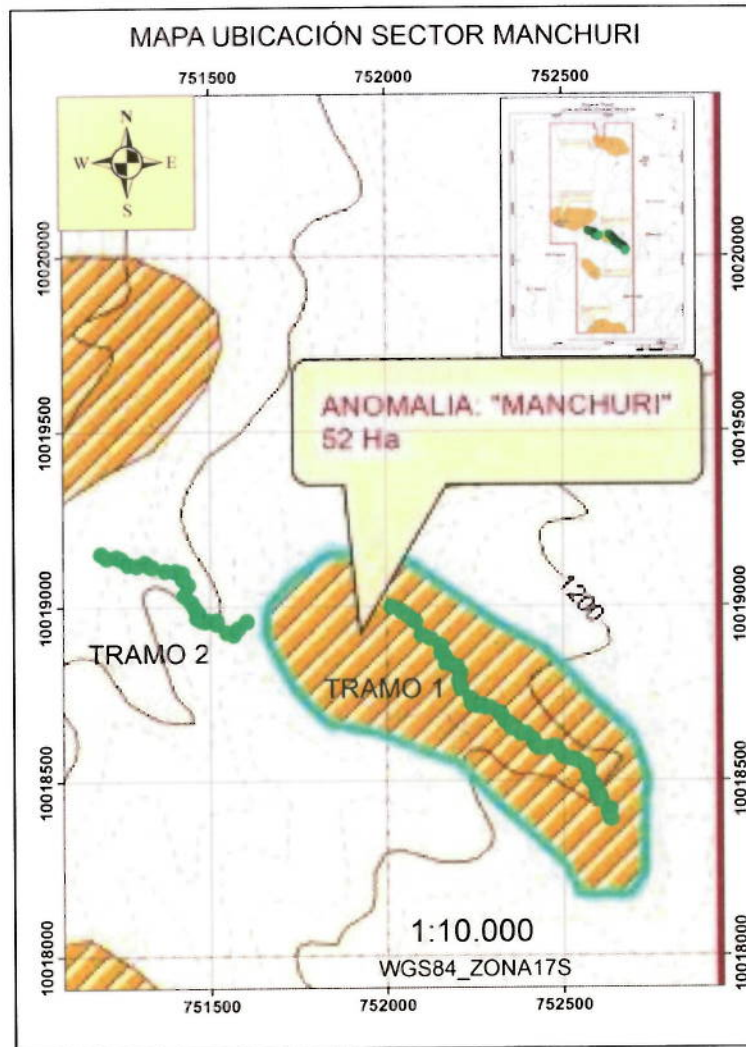 MAPA UBICACIÓN SECTOR MANCHURI
751500 752000 752500
N
W E
S
10020000 10020000
ANOMALIA: "MANCHURI"
52 Ha
10019500 10019500
1200
10019000 10019000
TRAMO 2
TRAMO 1
10018500 10018500
1:10.000
WGS84_ZONA17S
10018000 10018000
751500 752000 752500